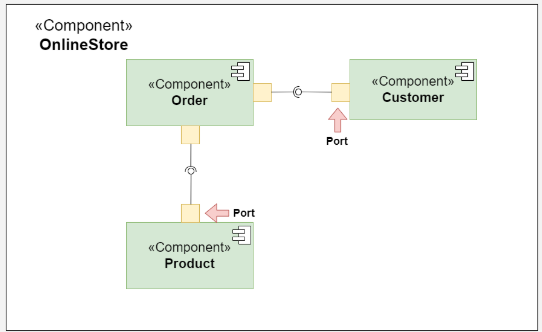 «Component»
OnlineStore
«Component»
Order
«Component»
Customer
Port
Port
«Component»
Product